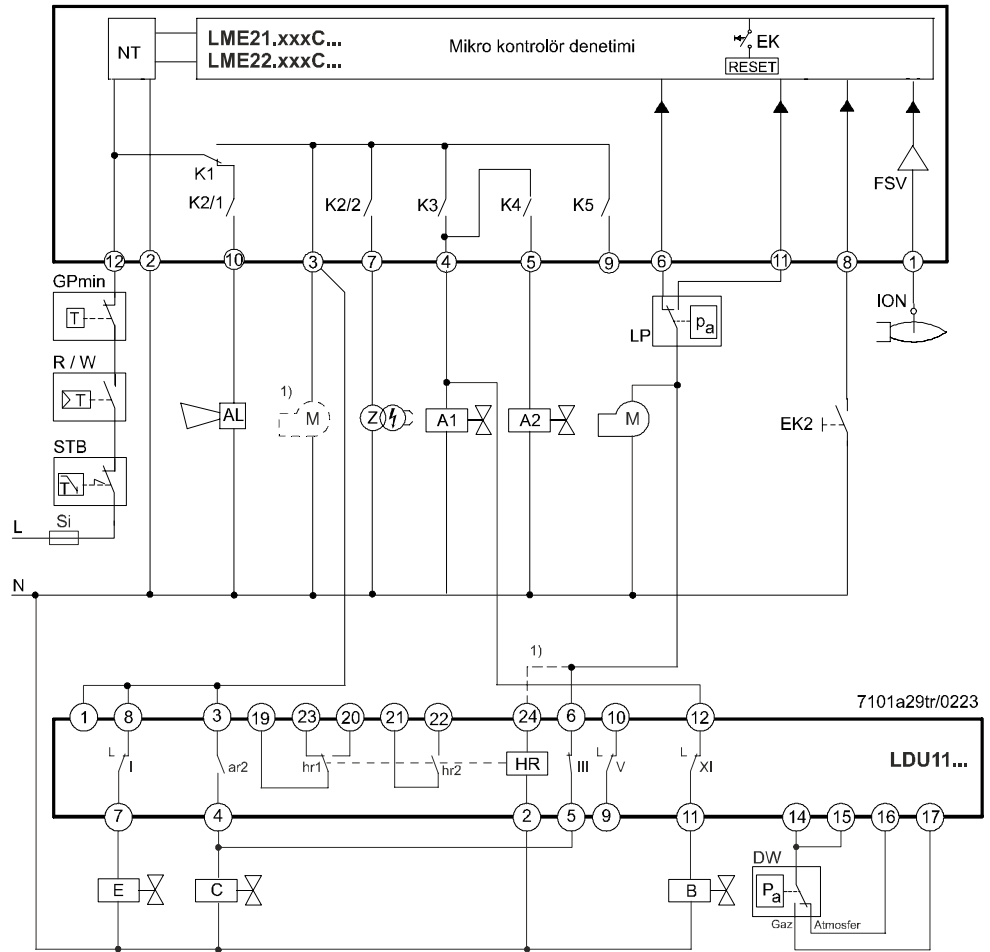 NT
LME21.xxxC...
LME22.xxxC...
Mikro kontrolör denetimi
EK
RESET
FSV
K1
K2/1
K2/2
K3
K4
K5
12
2
10
3
7
4
5
9
6
11
8
1
GPmin
T
R / W
T
STB
T
L
Si
N
AL
1)
M
Z
A1
A2
LP
pa
M
EK2
ION
1)
7101a29tr/0223
1
8
3
19
23
20
21
22
24
6
10
12
LDU11...
I
ar2
hr1
hr2
HR
III
V
XI
7
4
2
5
9
11
14
15
16
17
E
C
B
DW
Pa
Gaz
Atmosfer